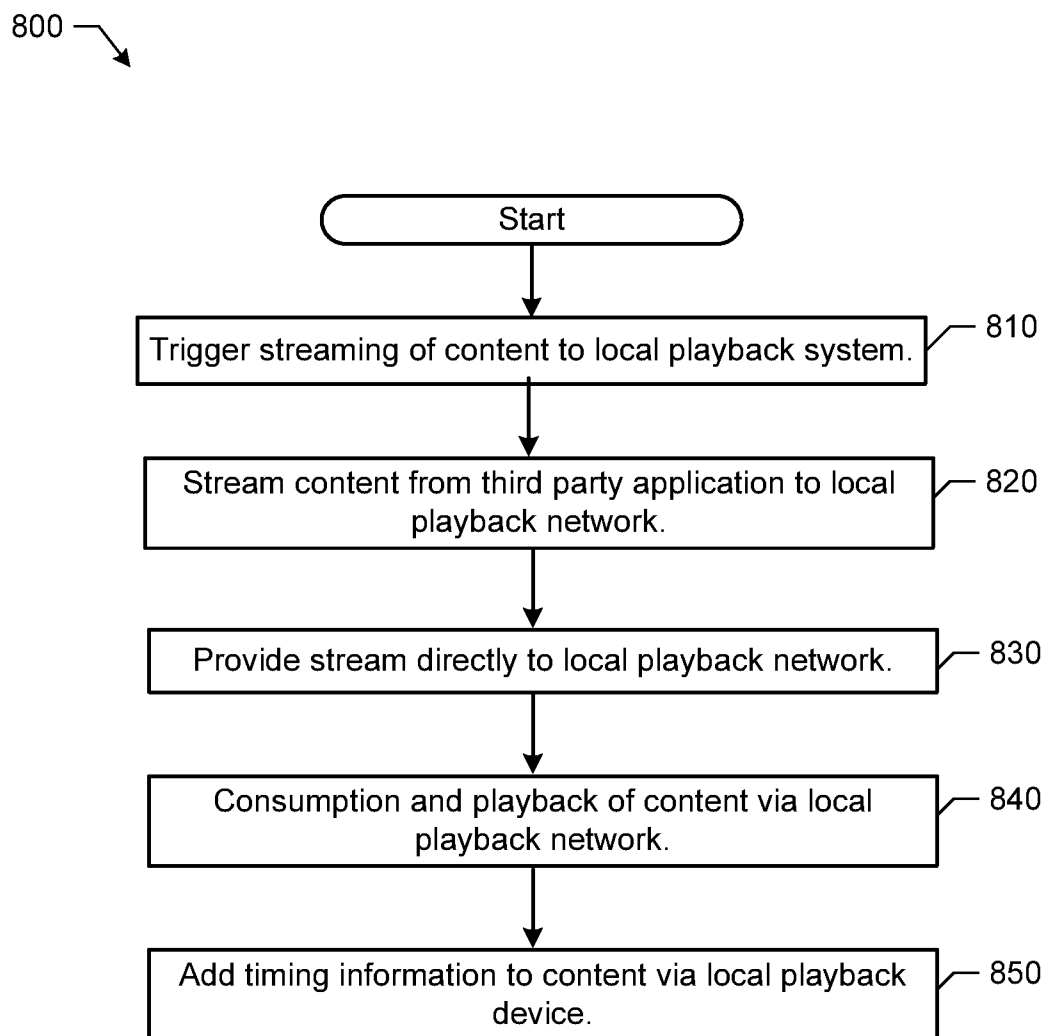 800
Start
Trigger streaming of content to local playback system.
810
Stream content from third party application to local
playback network.
820
Provide stream directly to local playback network.
830
Consumption and playback of content via local
playback network.
840
Add timing information to content via local playback
device.
850